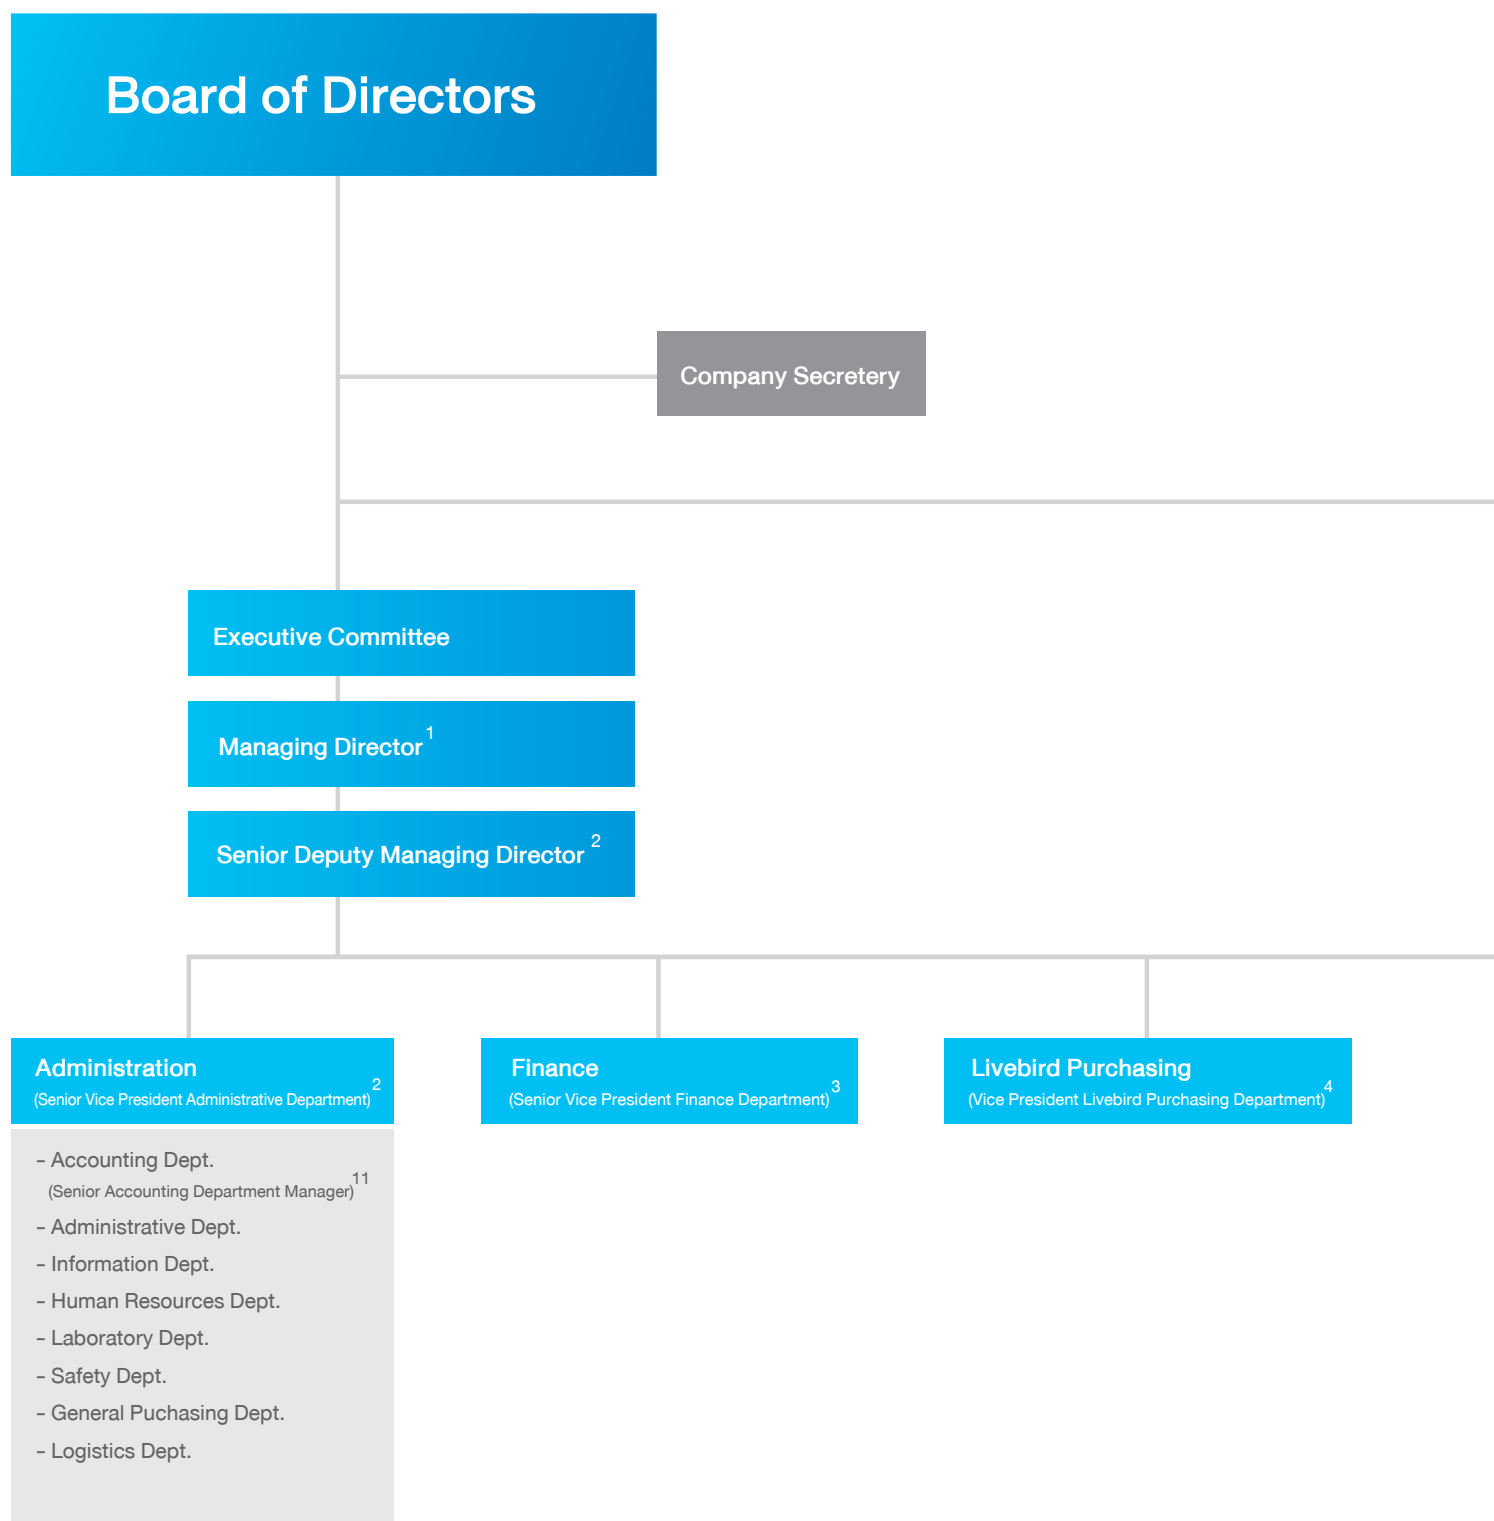 Board of Directors
Company Secretery
Executive Committee
Managing Director 1
Senior Deputy Managing Director 2
Administration
(Senior Vice President Administrative Department) 2
Finance
(Senior Vice President Finance Department) 3
Livebird Purchasing
(Vice President Livebird Purchasing Department) 4
- Accounting Dept.
(Senior Accounting Department Manager) 11
- Administrative Dept.
- Information Dept.
- Human Resources Dept.
- Laboratory Dept.
- Safety Dept.
- General Puchasing Dept.
- Logistics Dept.